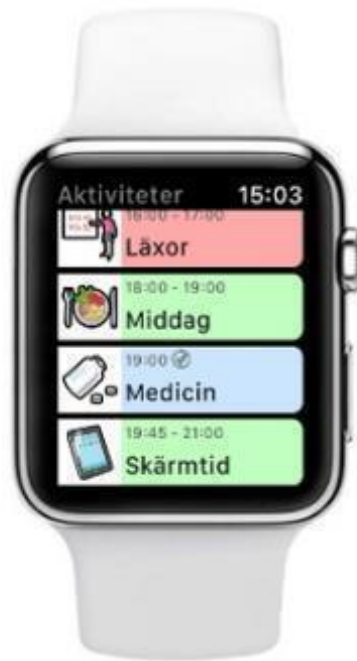 Aktiviteter 15:03
16:00 - 17:00
Läxor
18:00 - 19:00
Middag
19:00
Medicin
19:45 - 21:00
Skärmtid